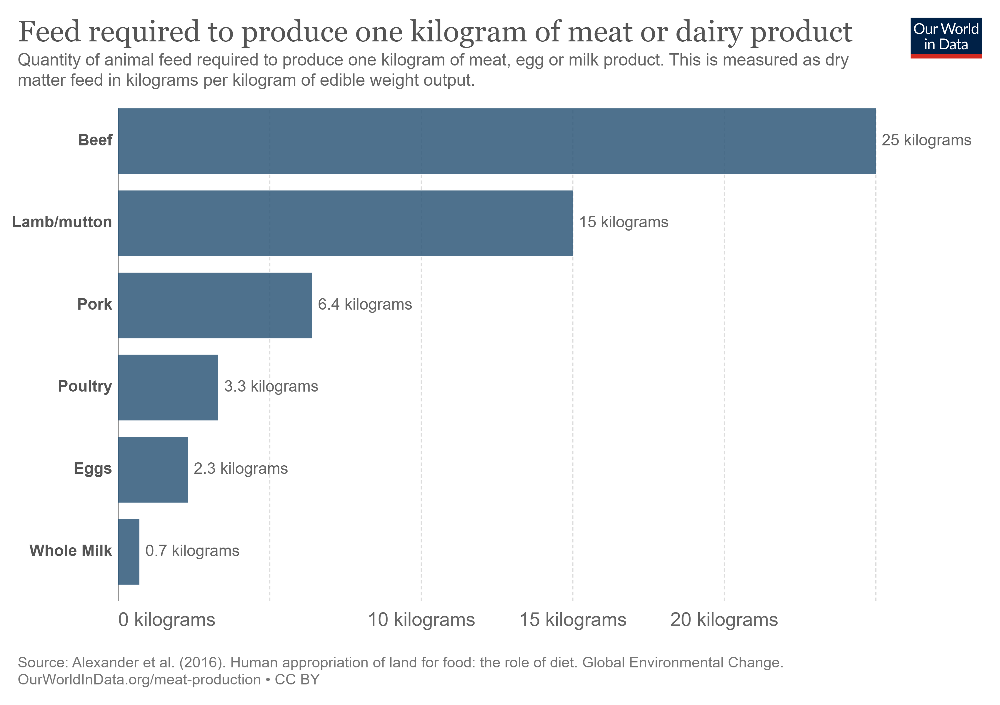 Feed required to produce one kilogram of meat or dairy product
Our World
in Data
Quantity of animal feed required to produce one kilogram of meat, egg or milk product. This is measured as dry
matter feed in kilograms per kilogram of edible weight output.
Beef
25 kilograms
Lamb/mutton
15 kilograms
Pork
6.4 kilograms
Poultry
3.3 kilograms
Eggs
2.3 kilograms
Whole Milk
0.7 kilograms
0 kilograms
10 kilograms
15 kilograms
20 kilograms
Source: Alexander et al. (2016). Human appropriation of land for food: the role of diet. Global Environmental Change.
OurWorldInData.org/meat-production • CC BY